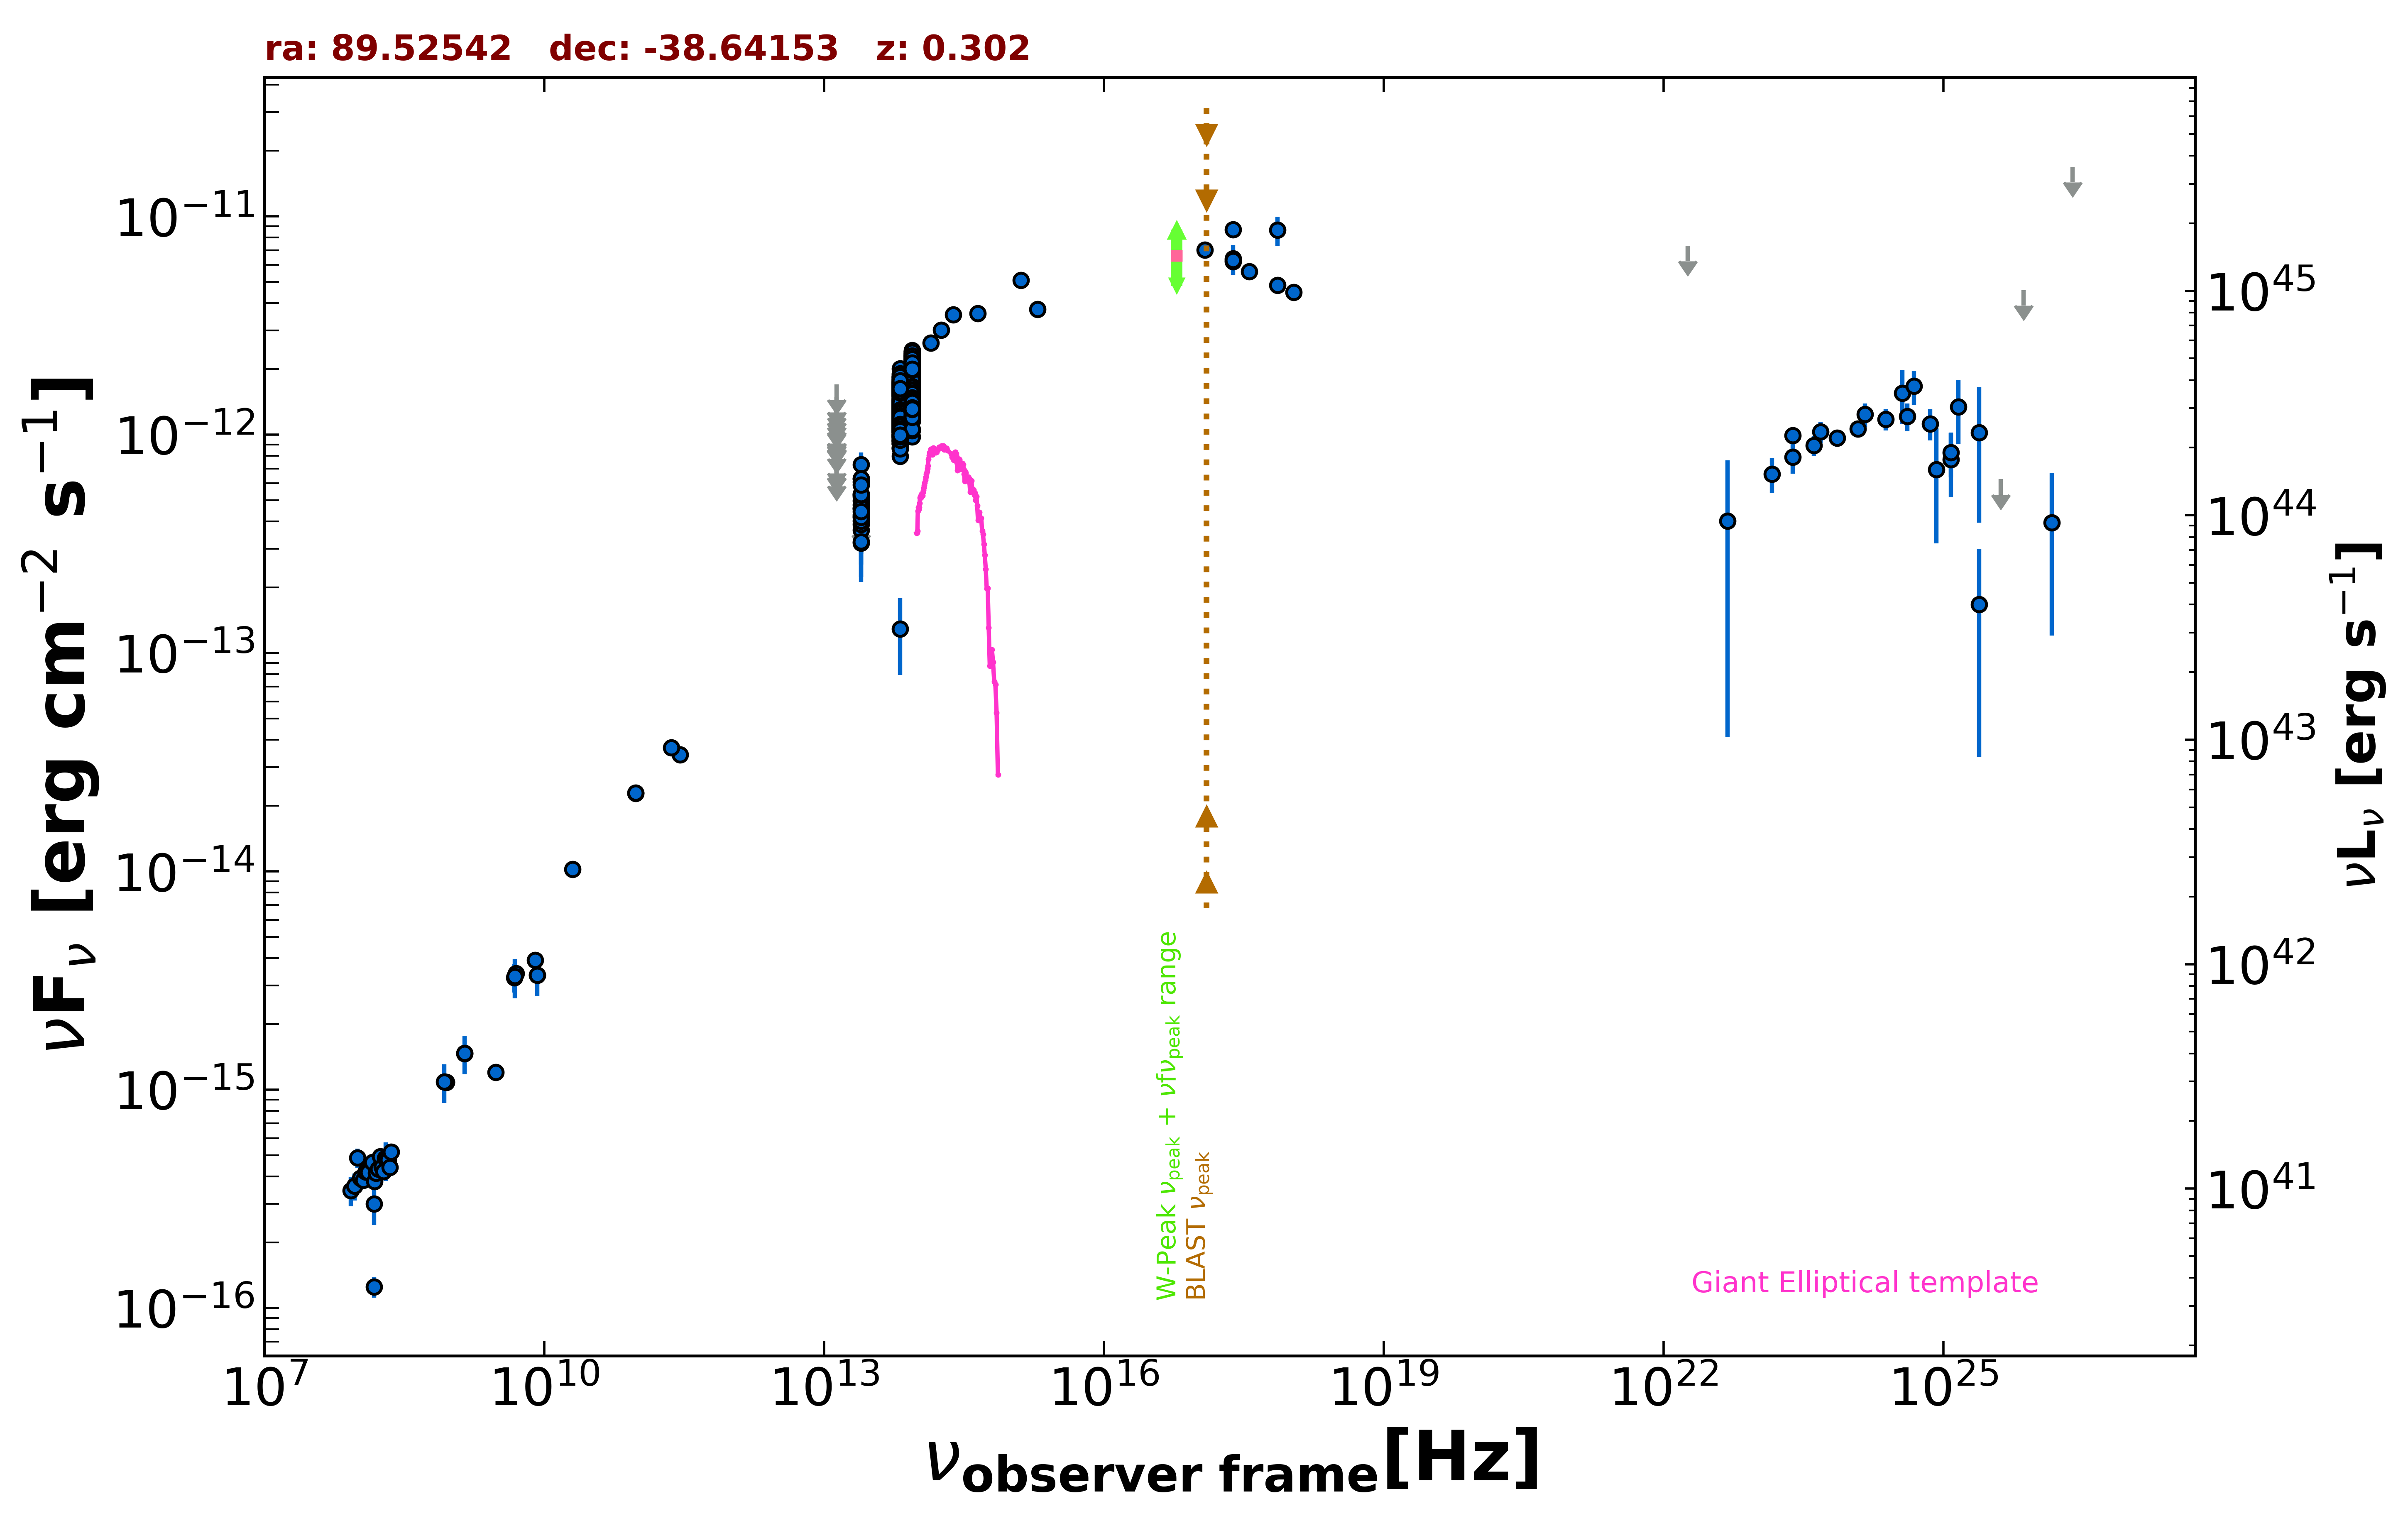 ra: 89.52542   dec: -38.64153   z: 0.302
νFν [erg cm−2 s−1]
10−11
10−12
10−13
10−14
10−15
10−16
W-Peak νpeak + νfνpeak range
BLAST νpeak
Giant Elliptical template
1045
1044
1043
1042
1041
νLν [erg s−1]
107 1010 1013 1016 1019 1022 1025
νobserver frame[Hz]